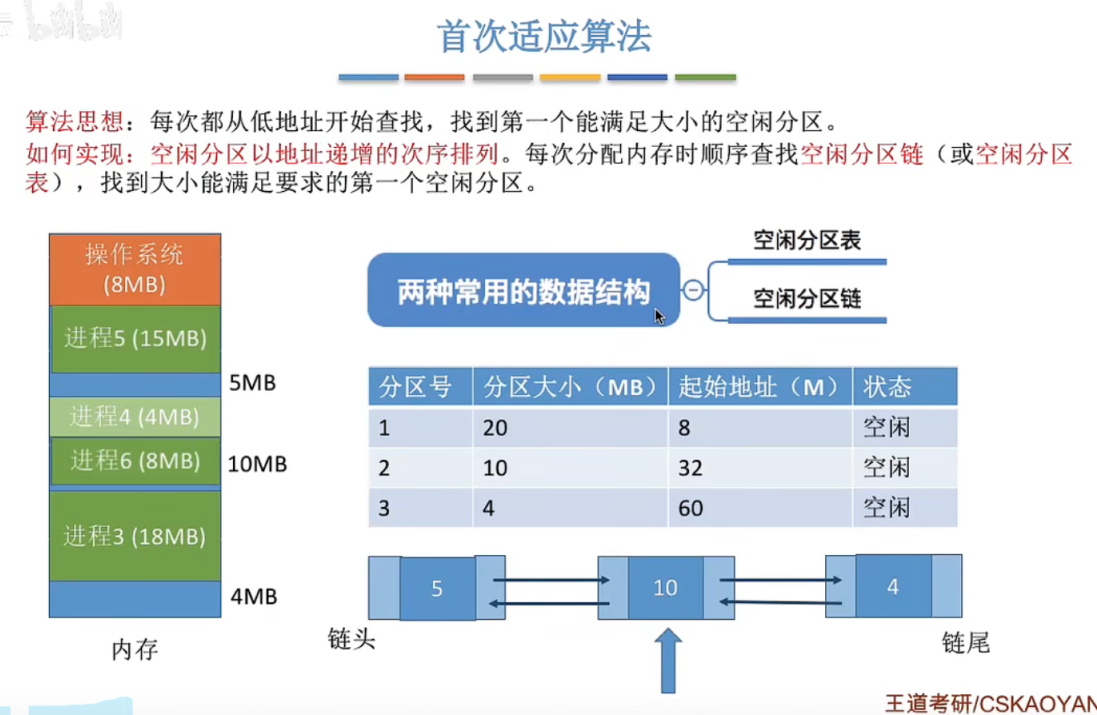 首次适应算法
算法思想：每次都从低地址开始查找，找到第一个能满足大小的空闲分区。
如何实现：空闲分区以地址递增的次序排列。每次分配内存时顺序查找空闲分区链（或空闲分区
表），找到大小能满足要求的第一个空闲分区。
操作系统
(8MB)
进程5 (15MB)
5MB
进程4 (4MB)
进程6 (8MB)
10MB
进程3 (18MB)
4MB
内存
两种常用的数据结构
空闲分区表
空闲分区链
分区号 分区大小（MB） 起始地址（M） 状态
1 20 8 空闲
2 10 32 空闲
3 4 60 空闲
5 10 4
链头
链尾
王道考研/CSKAOYAN